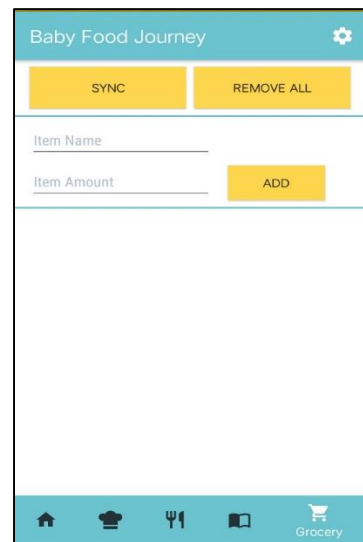 Baby Food Journey
SYNC REMOVE ALL
Item Name
Item Amount ADD
Grocery